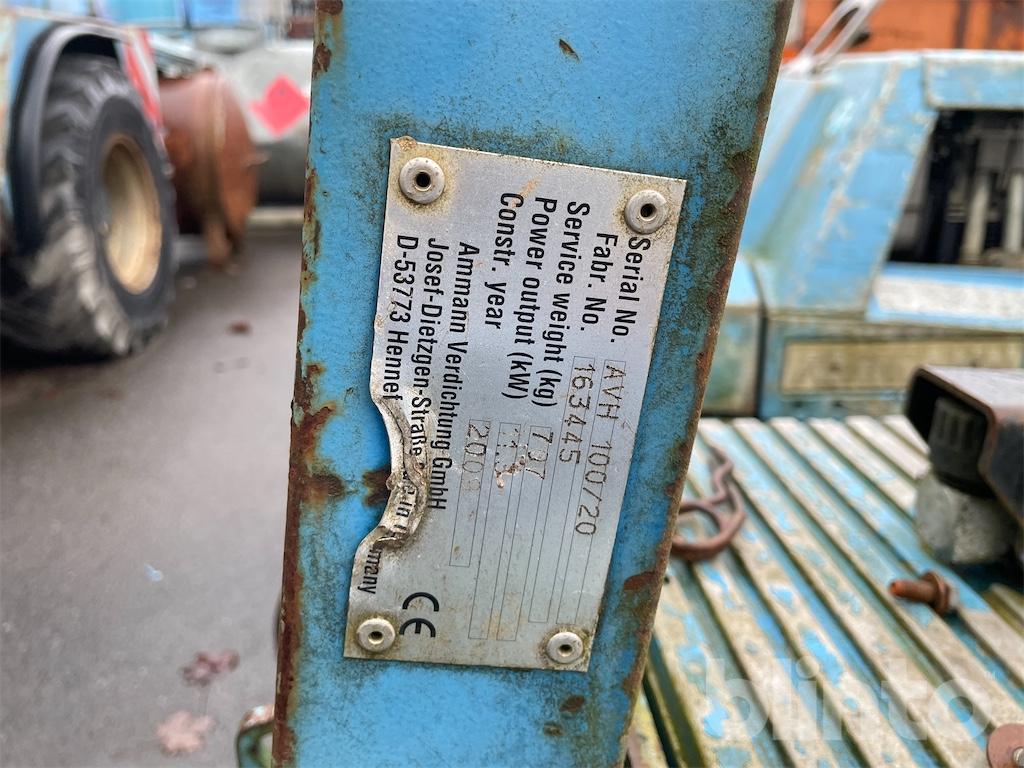 Serial No. AVH 100/20
Fabr. No. 163445
Service weight (kg)
Power output (kW)
Constr. year
Ammann Verdichtung GmbH
Josef-Dietzgen-Straße
D-53773 Hennef
CE
blinto